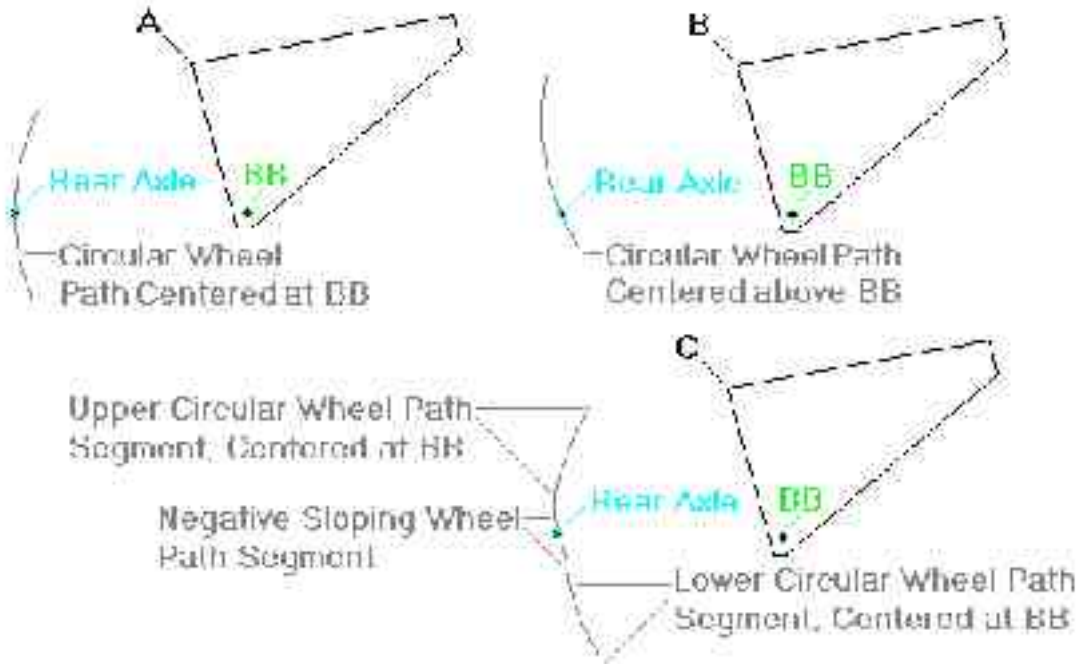 A
BB
Rear Axle
Circular Wheel
Path Centered at BB
B
BB
Rear Axle
Circular Wheel Path
Centered above BB
C
Upper Circular Wheel Path
Segment, Centered at BB
Rear Axle
BB
Negative Sloping Wheel
Path Segment
Lower Circular Wheel Path
Segment, Centered at BB